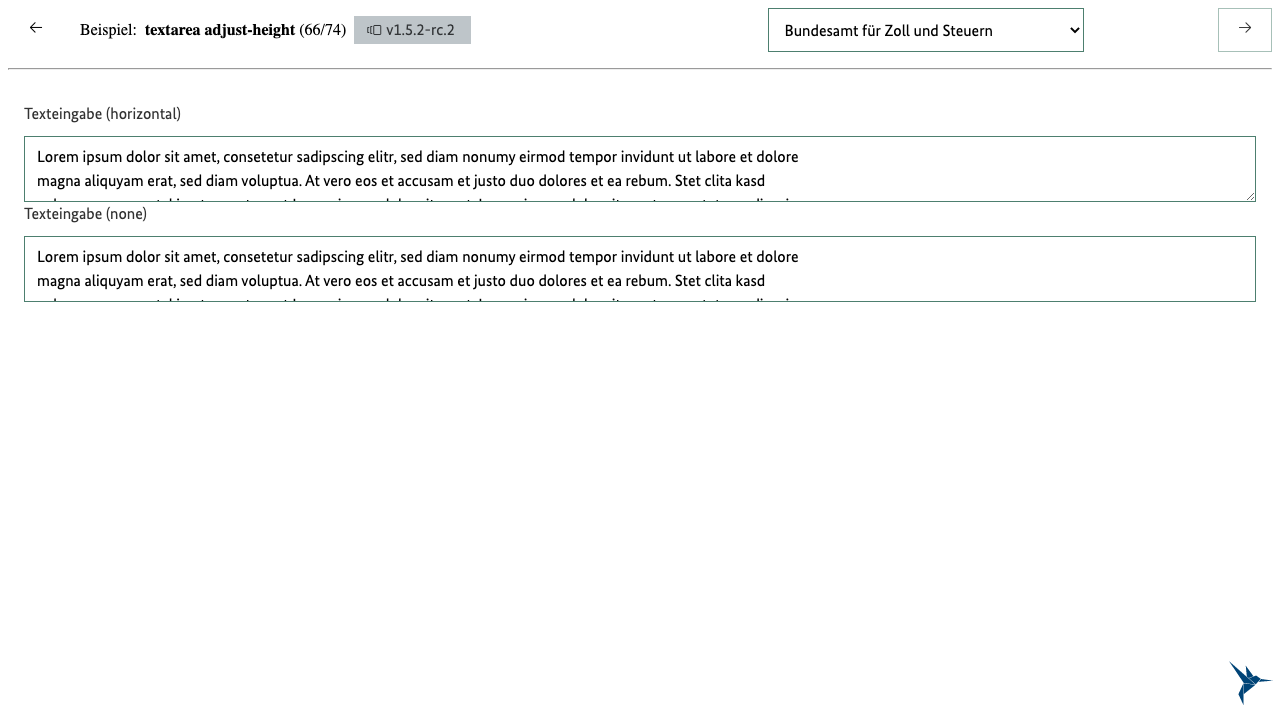 Beispiel: textarea adjust-height (66/74) v1.5.2-rc.2 Bundesamt für Zoll und Steuern
Texteingabe (horizontal)
Lorem ipsum dolor sit amet, consetetur sadipscing elitr, sed diam nonumy eirmod tempor invidunt ut labore et dolore
magna aliquyam erat, sed diam voluptua. At vero eos et accusam et justo duo dolores et ea rebum. Stet clita kasd
Texteingabe (none)
Lorem ipsum dolor sit amet, consetetur sadipscing elitr, sed diam nonumy eirmod tempor invidunt ut labore et dolore
magna aliquyam erat, sed diam voluptua. At vero eos et accusam et justo duo dolores et ea rebum. Stet clita kasd